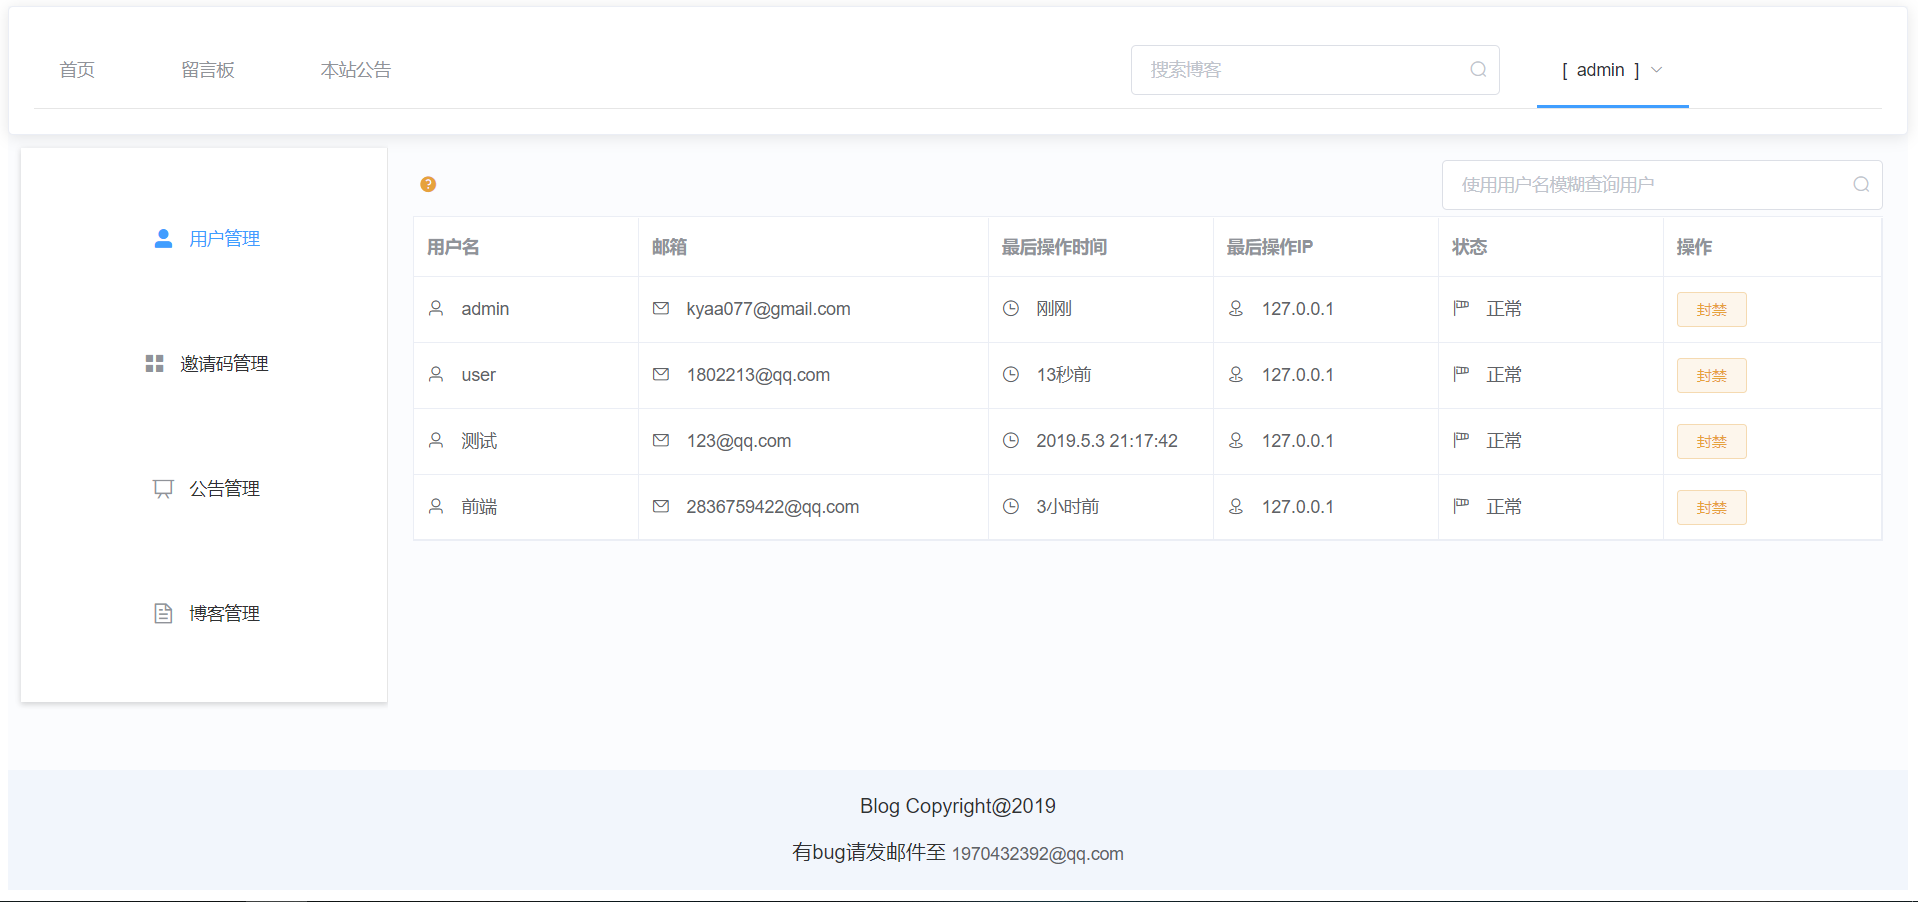 首页 留言板 本站公告 搜索博客 [ admin ]
使用用户名模糊查询用户
用户管理
邀请码管理
公告管理
博客管理
用户名 邮箱 最后操作时间 最后操作IP 状态 操作
admin kyaa077@gmail.com 刚刚 127.0.0.1 正常 封禁
user 1802213@qq.com 13秒前 127.0.0.1 正常 封禁
测试 123@qq.com 2019.5.3 21:17:42 127.0.0.1 正常 封禁
前端 2836759422@qq.com 3小时前 127.0.0.1 正常 封禁
Blog Copyright@2019
有bug请发邮件至 1970432392@qq.com